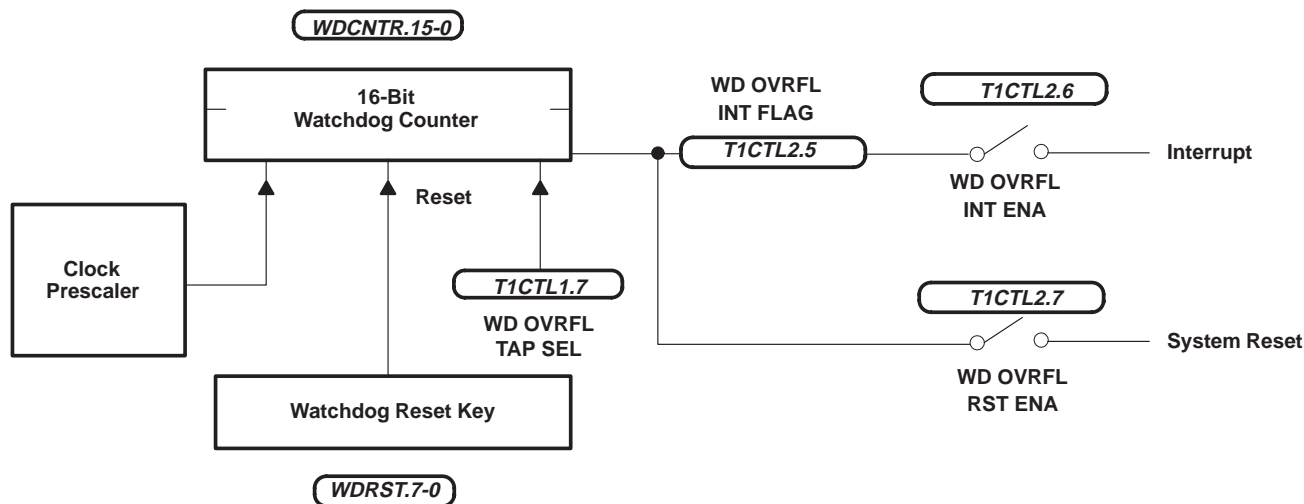 WDCNTR.15-0
16-Bit
Watchdog Counter
WD OVRFL
INT FLAG
T1CTL2.6
T1CTL2.5
Interrupt
WD OVRFL
INT ENA
Reset
Clock
Prescaler
T1CTL1.7
WD OVRFL
TAP SEL
T1CTL2.7
System Reset
WD OVRFL
RST ENA
Watchdog Reset Key
WDRST.7-0